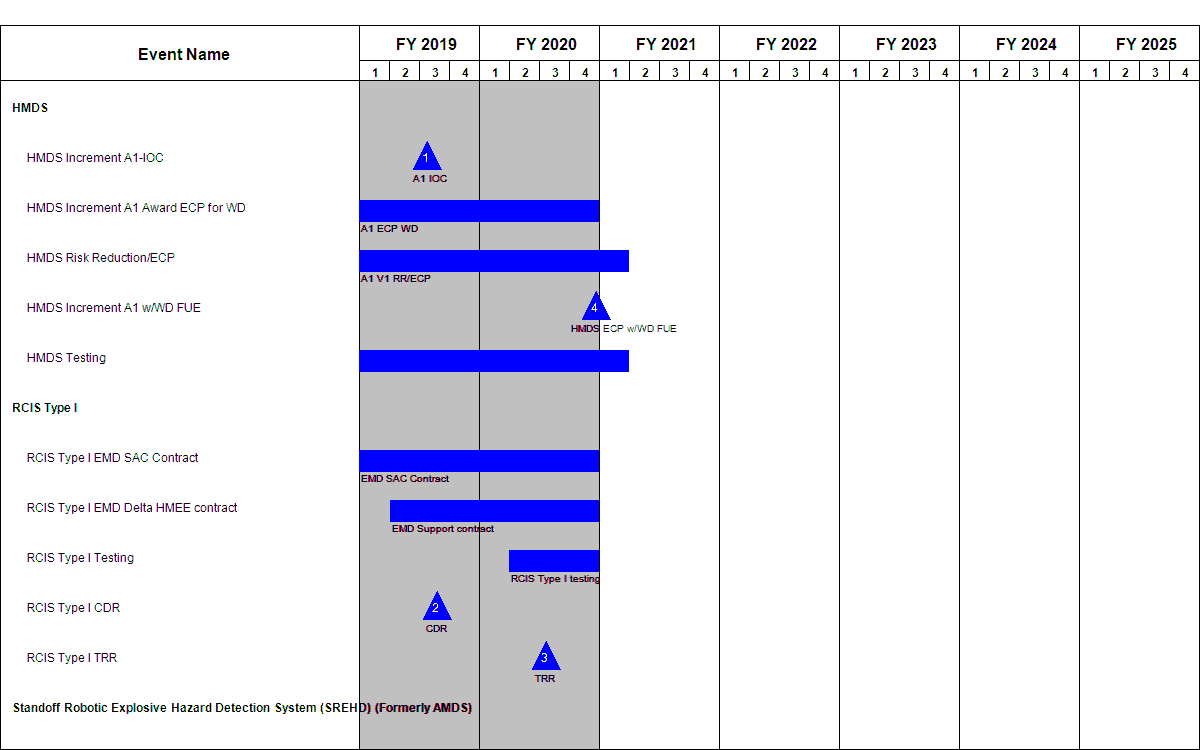 Event Name
FY 2019 FY 2020 FY 2021 FY 2022 FY 2023 FY 2024 FY 2025
1 2 3 4 1 2 3 4 1 2 3 4 1 2 3 4 1 2 3 4 1 2 3 4 1 2 3 4
HMDS
HMDS Increment A1-IOC
1
A1 IOC
HMDS Increment A1 Award ECP for WD
A1 ECP WD
HMDS Risk Reduction/ECP
A1 V1 RR/ECP
HMDS Increment A1 w/WD FUE
4
HMDS ECP w/WD FUE
HMDS Testing
RCIS Type I
RCIS Type I EMD SAC Contract
EMD SAC Contract
RCIS Type I EMD Delta HMEE contract
EMD Support contract
RCIS Type I Testing
RCIS Type I testing
RCIS Type I CDR
2
CDR
RCIS Type I TRR
3
TRR
Standoff Robotic Explosive Hazard Detection System (SREHD) (Formerly AMDS)